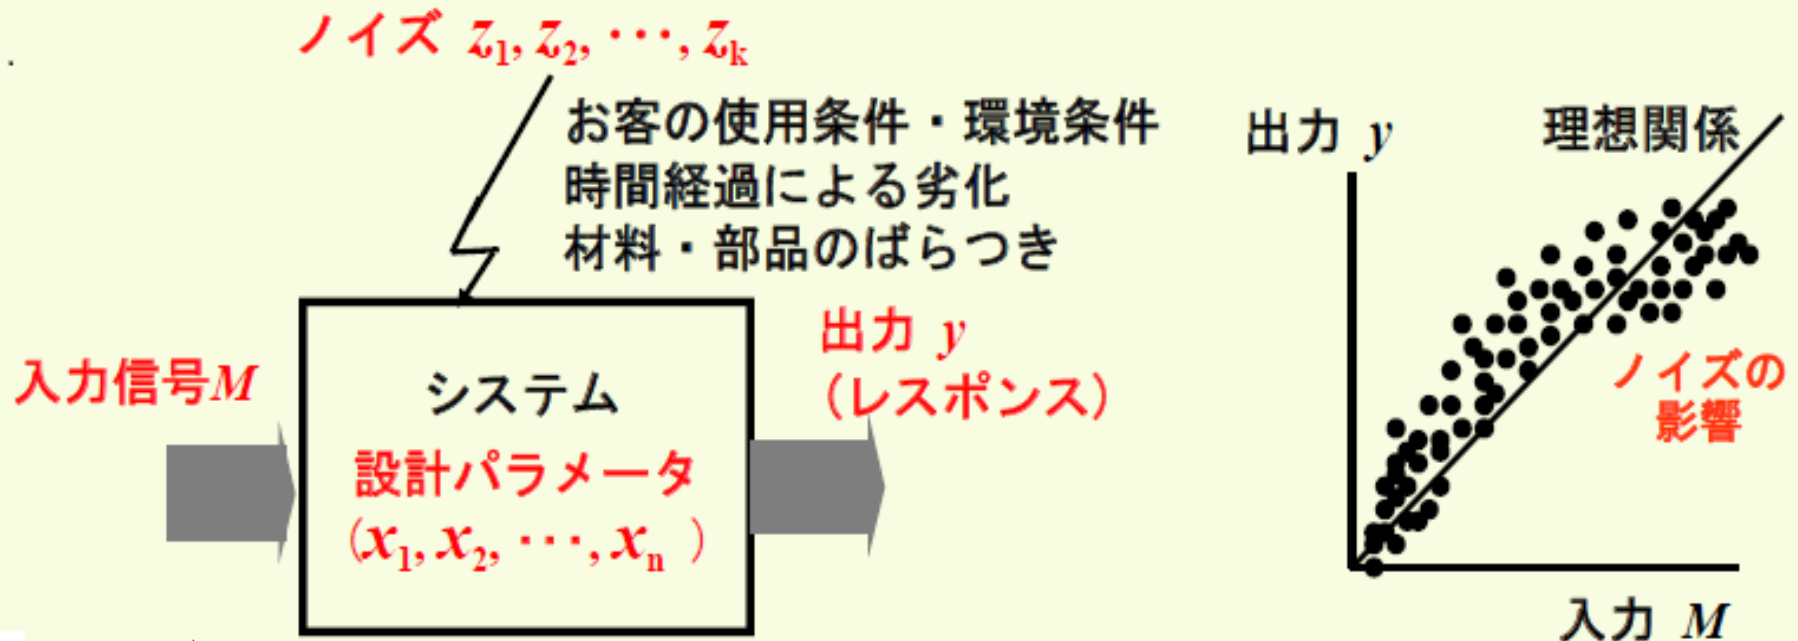 ノイズ z1, z2, ･･･, zk
お客の使用条件・環境条件
時間経過による劣化
材料・部品のばらつき
入力信号M
システム
設計パラメータ
(x1, x2, ･･･, xn )
出力 y
(レスポンス)
出力 y
理想関係
ノイズの
影響
入力 M